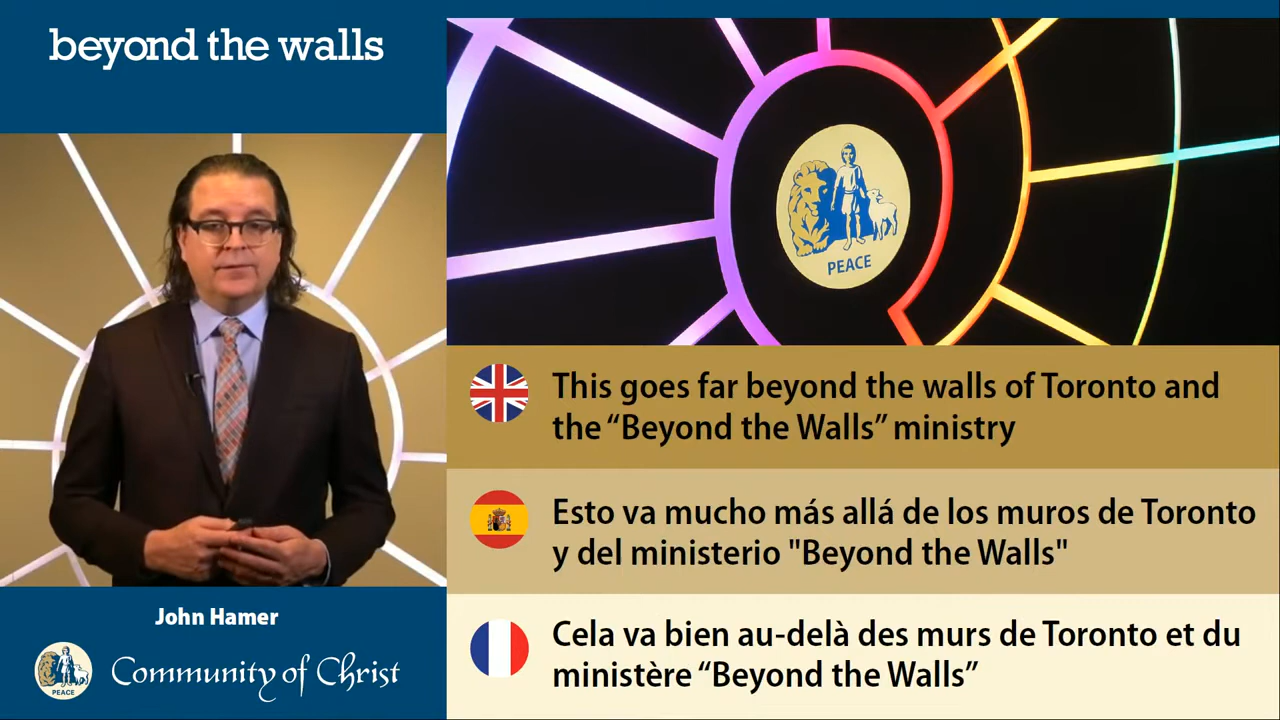 beyond the walls
PEACE
This goes far beyond the walls of Toronto and
the “Beyond the Walls” ministry
Esto va mucho más allá de los muros de Toronto
y del ministerio "Beyond the Walls"
Cela va bien au-delà des murs de Toronto et du
ministère “Beyond the Walls”
John Hamer
PEACE
Community of Christ